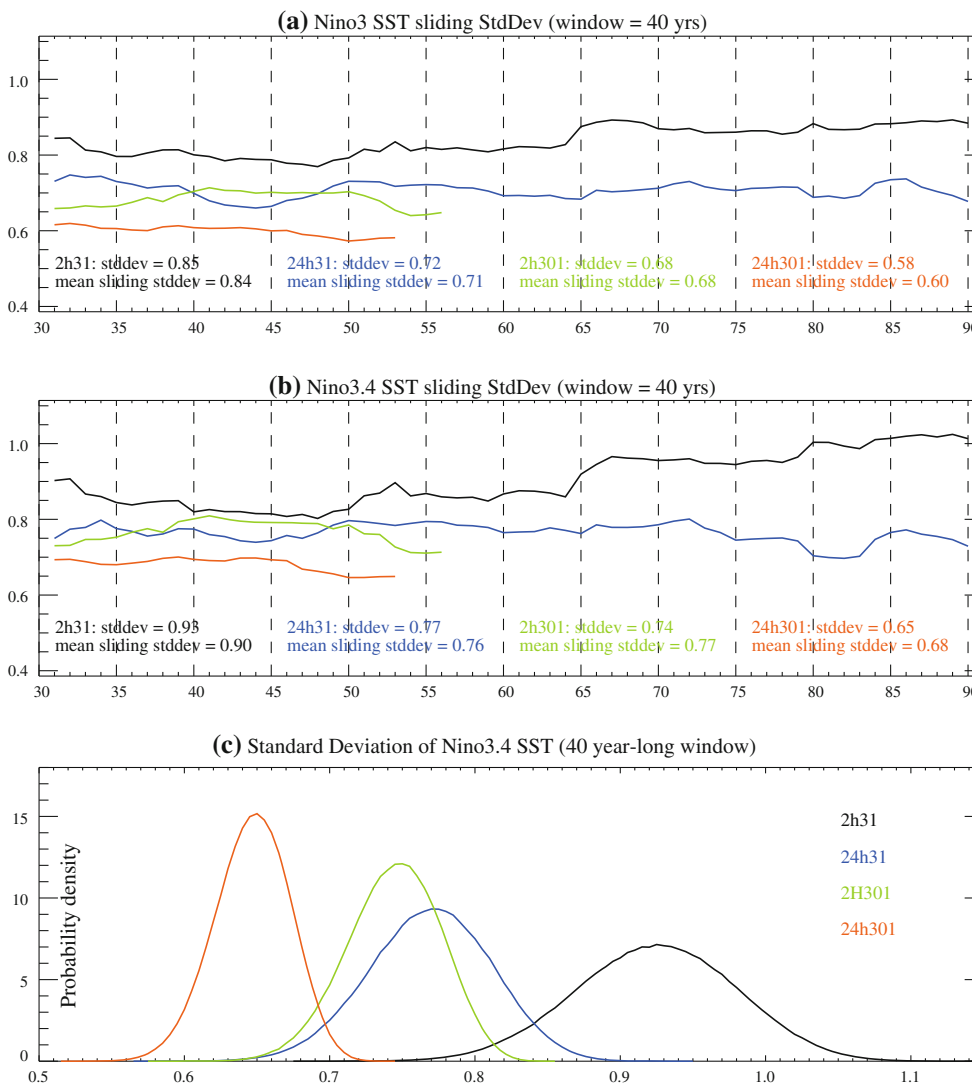 (a) Nino3 SST sliding StdDev (window = 40 yrs)
1.0
0.8
0.6
0.4
2h31: stddev = 0.85
mean sliding stddev = 0.84
24h31: stddev = 0.72
mean sliding stddev = 0.71
2h301: stddev = 0.68
mean sliding stddev = 0.68
24h301: stddev = 0.58
mean sliding stddev = 0.60
30 35 40 45 50 55 60 65 70 75 80 85 90
(b) Nino3.4 SST sliding StdDev (window = 40 yrs)
1.0
0.8
0.6
0.4
2h31: stddev = 0.93
mean sliding stddev = 0.90
24h31: stddev = 0.77
mean sliding stddev = 0.76
2h301: stddev = 0.74
mean sliding stddev = 0.77
24h301: stddev = 0.65
mean sliding stddev = 0.68
30 35 40 45 50 55 60 65 70 75 80 85 90
(c) Standard Deviation of Nino3.4 SST (40 year-long window)
15
10
5
0
Probability density
2h31
24h31
2H301
24h301
0.5 0.6 0.7 0.8 0.9 1.0 1.1